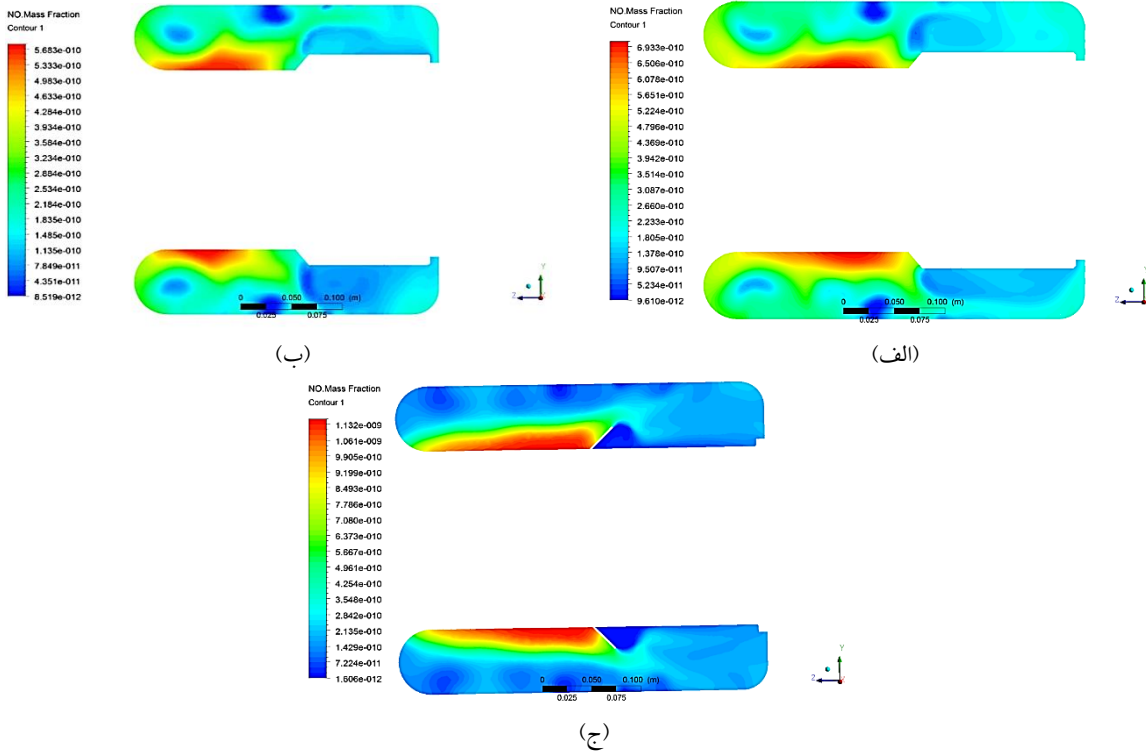 NO.Mass Fraction
Contour 1
5.683e-010
5.333e-010
4.983e-010
4.633e-010
4.284e-010
3.934e-010
3.584e-010
3.234e-010
2.884e-010
2.534e-010
2.184e-010
1.835e-010
1.485e-010
1.135e-010
7.849e-011
4.351e-011
8.519e-012
0 0.050 0.100 (m)
0.025 0.075
Y
Z
(ب)
NO.Mass Fraction
Contour 1
6.933e-010
6.506e-010
6.078e-010
5.651e-010
5.224e-010
4.796e-010
4.369e-010
3.942e-010
3.514e-010
3.087e-010
2.660e-010
2.233e-010
1.805e-010
1.378e-010
9.507e-011
5.234e-011
9.610e-012
0 0.050 0.100 (m)
0.025 0.075
Y
Z
(الف)
NO.Mass Fraction
Contour 1
1.132e-009
1.061e-009
9.905e-010
9.199e-010
8.493e-010
7.786e-010
7.080e-010
5.667e-010
4.961e-010
4.254e-010
3.548e-010
2.842e-010
2.135e-010
1.429e-010
7.224e-011
1.606e-012
0 0.050 0.100 (m)
0.025 0.075
Y
Z
(ج)